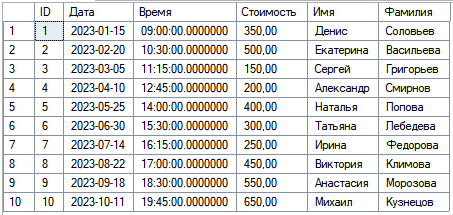 ID Дата Время Стоимость Имя Фамилия
1 1 2023-01-15 09:00:00.0000000 350,00 Денис Соловьев
2 2 2023-02-20 10:30:00.0000000 500,00 Екатерина Васильева
3 3 2023-03-05 11:15:00.0000000 150,00 Сергей Григорьев
4 4 2023-04-10 12:45:00.0000000 200,00 Александр Смирнов
5 5 2023-05-25 14:00:00.0000000 400,00 Наталья Попова
6 6 2023-06-30 15:30:00.0000000 300,00 Татьяна Лебедева
7 7 2023-07-14 16:15:00.0000000 250,00 Ирина Федорова
8 8 2023-08-22 17:00:00.0000000 450,00 Виктория Климова
9 9 2023-09-18 18:30:00.0000000 550,00 Анастасия Морозова
10 10 2023-10-11 19:45:00.0000000 650,00 Михаил Кузнецов